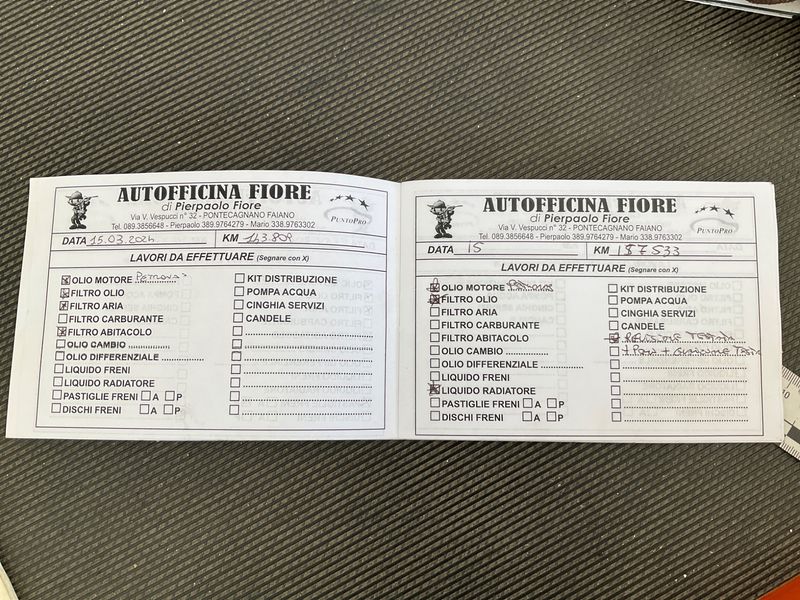 AUTOFFICINA FIORE
di Pierpaolo Fiore
Via V. Vespucci n° 32 - PONTECAGNANO FAIANO
Tel. 089.3856648 - Pierpaolo 389.9764279 - Mario 338.9763302
PUNTOPRO
DATA 15.03.2024 KM 143.809
LAVORI DA EFFETTUARE (Segnare con X)
OLIO MOTORE
FILTRO OLIO
FILTRO ARIA
FILTRO CARBURANTE
FILTRO ABITACOLO
OLIO CAMBIO
OLIO DIFFERENZIALE
LIQUIDO FRENI
LIQUIDO RADIATORE
PASTIGLIE FRENI A P
DISCHI FRENI A P
KIT DISTRIBUZIONE
POMPA ACQUA
CINGHIA SERVIZI
CANDELE
AUTOFFICINA FIORE
di Pierpaolo Fiore
Via V. Vespucci n° 32 - PONTECAGNANO FAIANO
Tel. 089.3856648 - Pierpaolo 389.9764279 - Mario 338.9763302
PUNTOPRO
DATA 15 KM 187533
LAVORI DA EFFETTUARE (Segnare con X)
OLIO MOTORE
FILTRO OLIO
FILTRO ARIA
FILTRO CARBURANTE
FILTRO ABITACOLO
OLIO CAMBIO
OLIO DIFFERENZIALE
LIQUIDO FRENI
LIQUIDO RADIATORE
PASTIGLIE FRENI A P
DISCHI FRENI A P
KIT DISTRIBUZIONE
POMPA ACQUA
CINGHIA SERVIZI
CANDELE
REVISIONE TESTATA